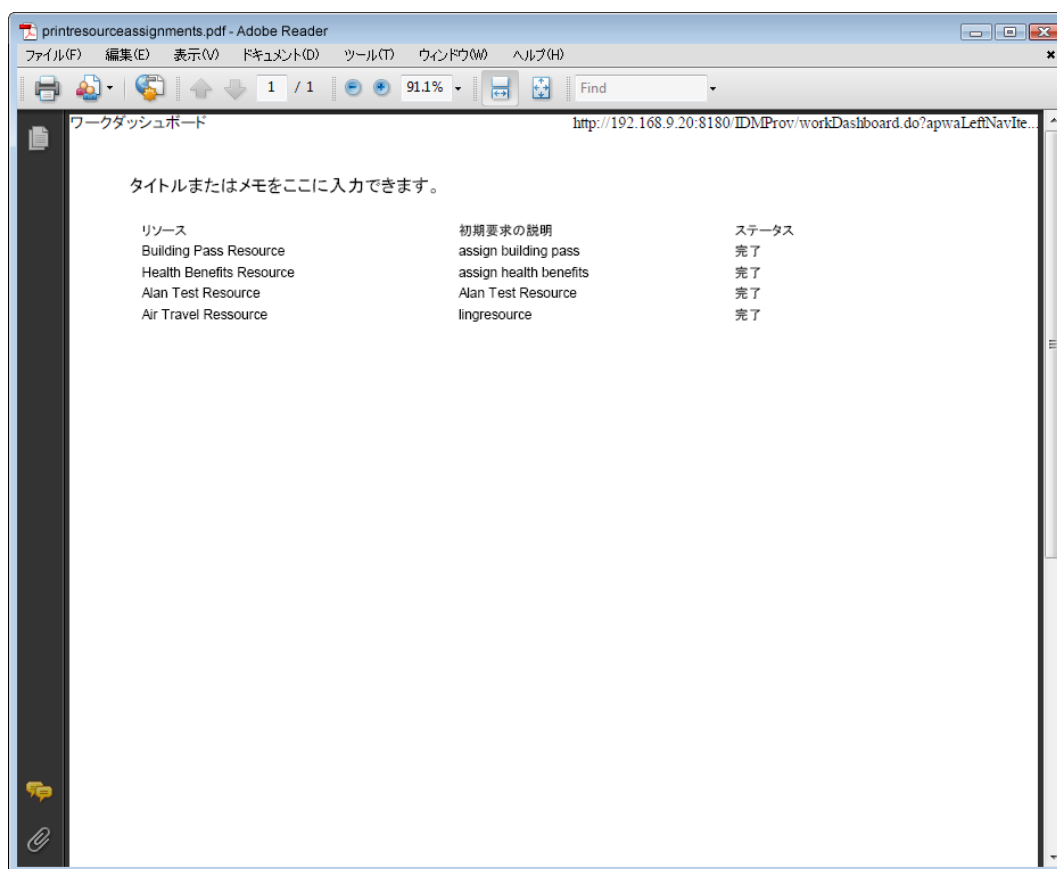 printresourceassignments.pdf - Adobe Reader
ファイル(F) 編集(E) 表示(V) ドキュメント(D) ツール(T) ウィンドウ(W) ヘルプ(H)
1 / 1 91.1% Find
ワークダッシュボード http://192.168.9.20:8180/IDMProv/workDashboard.do?apwaLeftNavIte...
タイトルまたはメモをここに入力できます。
リソース 初期要求の説明 ステータス
Building Pass Resource assign building pass 完了
Health Benefits Resource assign health benefits 完了
Alan Test Resource Alan Test Resource 完了
Air Travel Ressource lingresource 完了